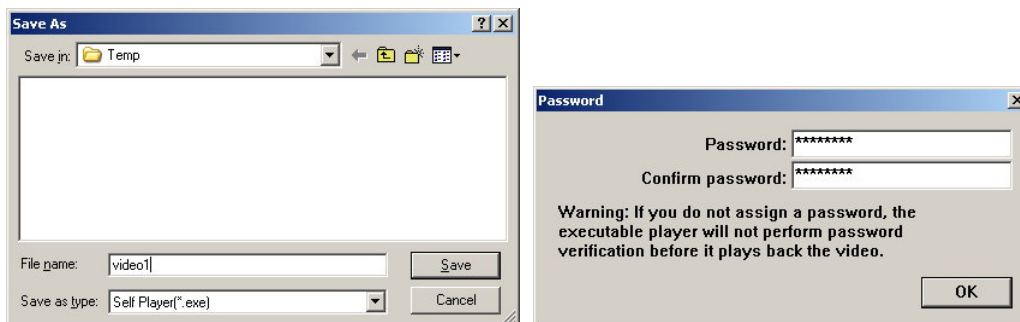 Save As
Save in: Temp
File name: video1
Save
Save as type: Self Player(*.exe)
Cancel
Password
Password: ********
Confirm password: ********
Warning: If you do not assign a password, the
executable player will not perform password
verification before it plays back the video.
OK